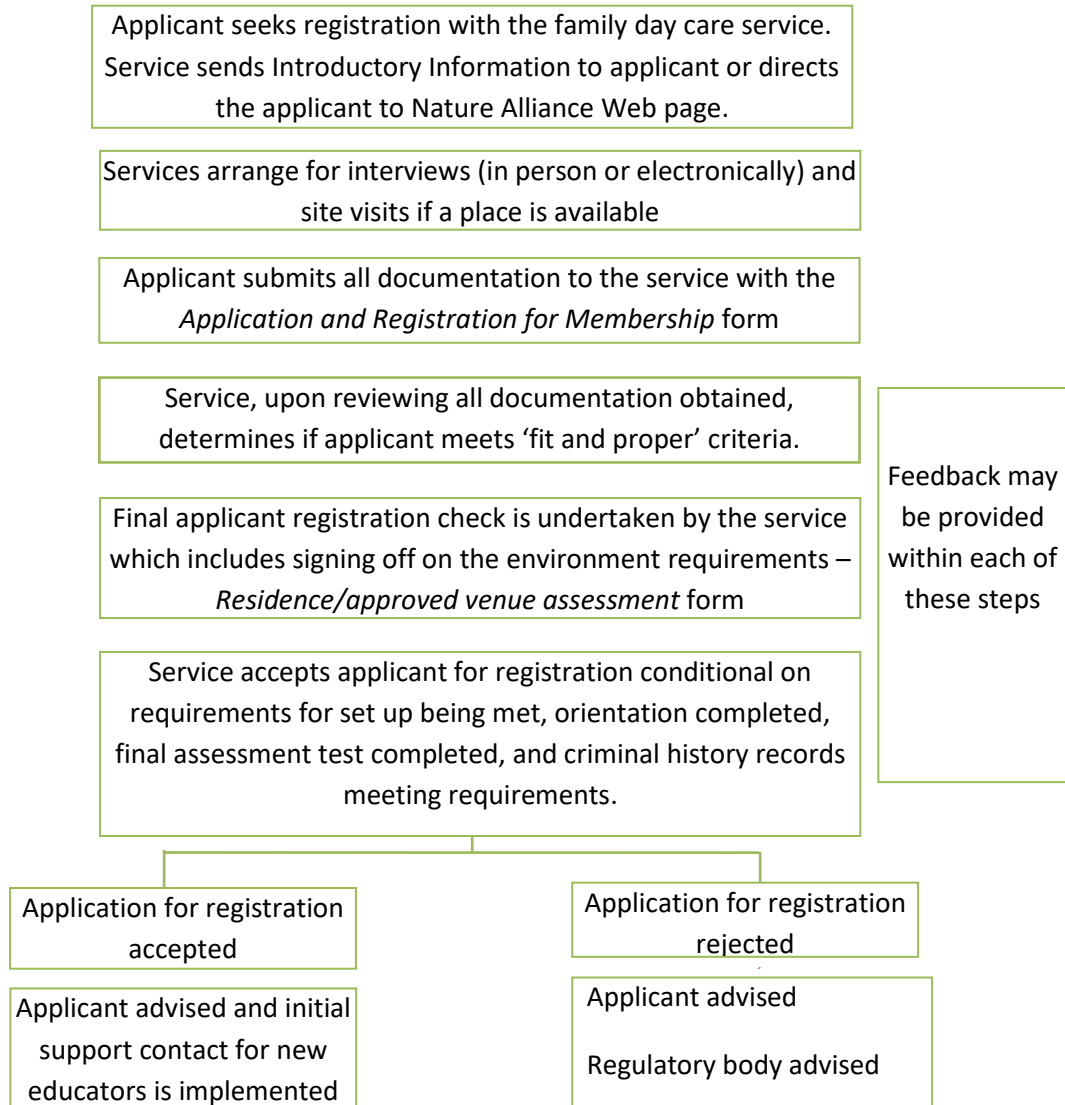 Applicant seeks registration with the family day care service.
Service sends Introductory Information to applicant or directs
the applicant to Nature Alliance Web page.
Services arrange for interviews (in person or electronically) and
site visits if a place is available
Applicant submits all documentation to the service with the
Application and Registration for Membership form
Service, upon reviewing all documentation obtained,
determines if applicant meets ‘fit and proper’ criteria.
Final applicant registration check is undertaken by the service
which includes signing off on the environment requirements –
Residence/approved venue assessment form
Service accepts applicant for registration conditional on
requirements for set up being met, orientation completed,
final assessment test completed, and criminal history records
meeting requirements.
Feedback may
be provided
within each of
these steps
Application for registration
accepted
Applicant advised and initial
support contact for new
educators is implemented
Application for registration
rejected
Applicant advised
Regulatory body advised